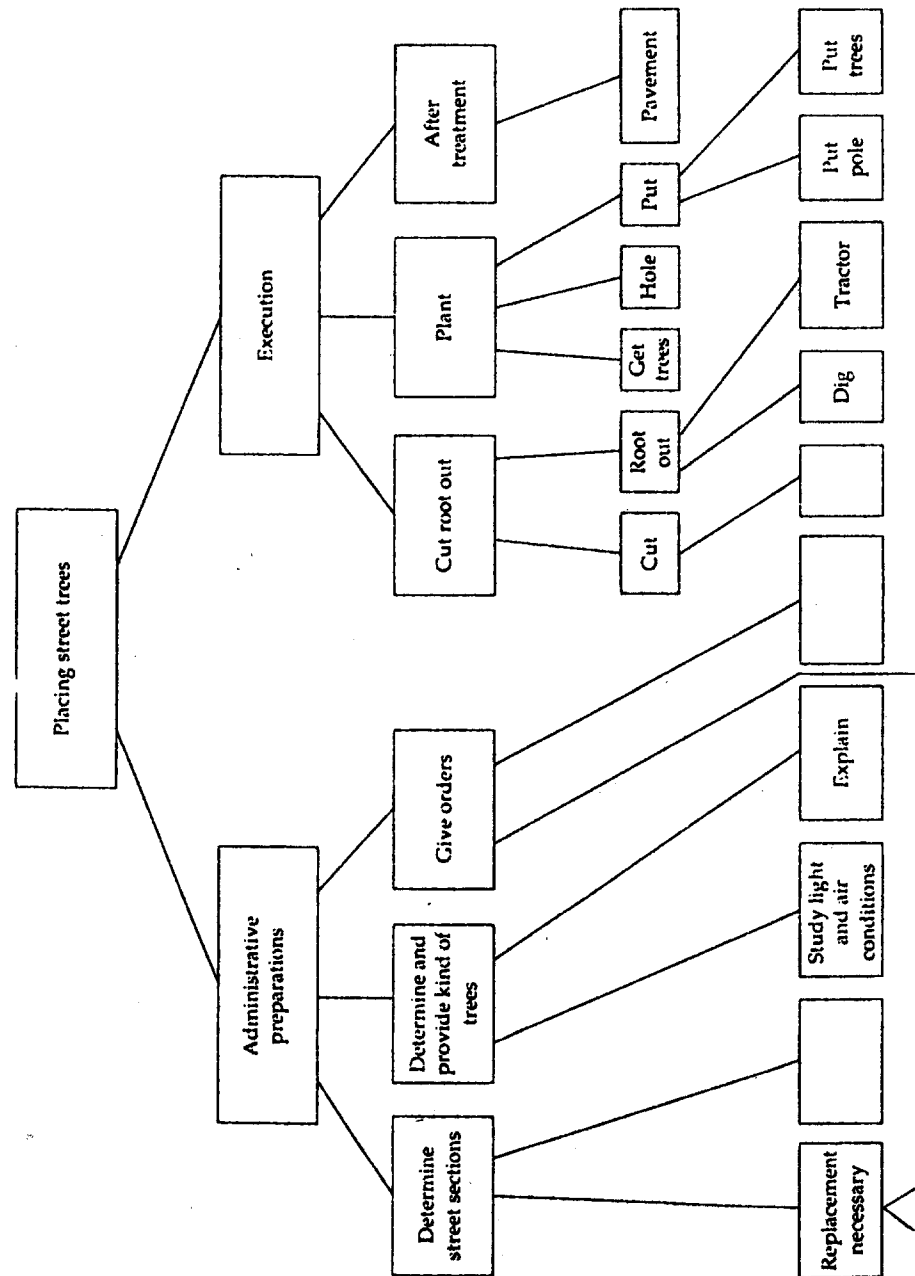 Placing street trees
Administrative
preparations
Execution
Determine
street sections
Determine and
provide kind of
trees
Give orders
Cut root out
Plant
After
treatment
Cut
Root
out
Get
trees
Hole
Put
Pavement
Replacement
necessary
Study light
and air
conditions
Explain
Dig
Tractor
Put
pole
Put
trees